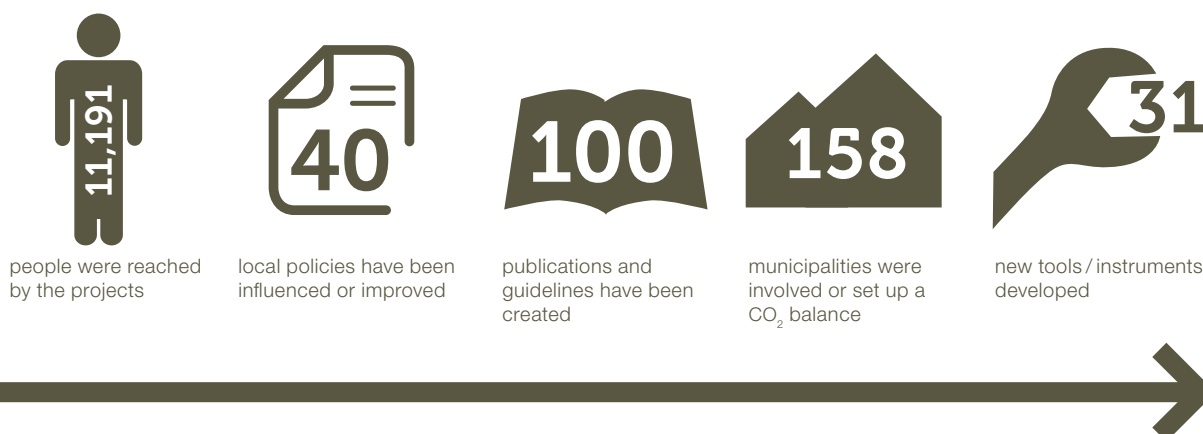 11,191
people were reached
by the projects
40
local policies have been
influenced or improved
100
publications and
guidelines have been
created
158
municipalities were
involved or set up a
CO₂ balance
31
new tools / instruments
developed